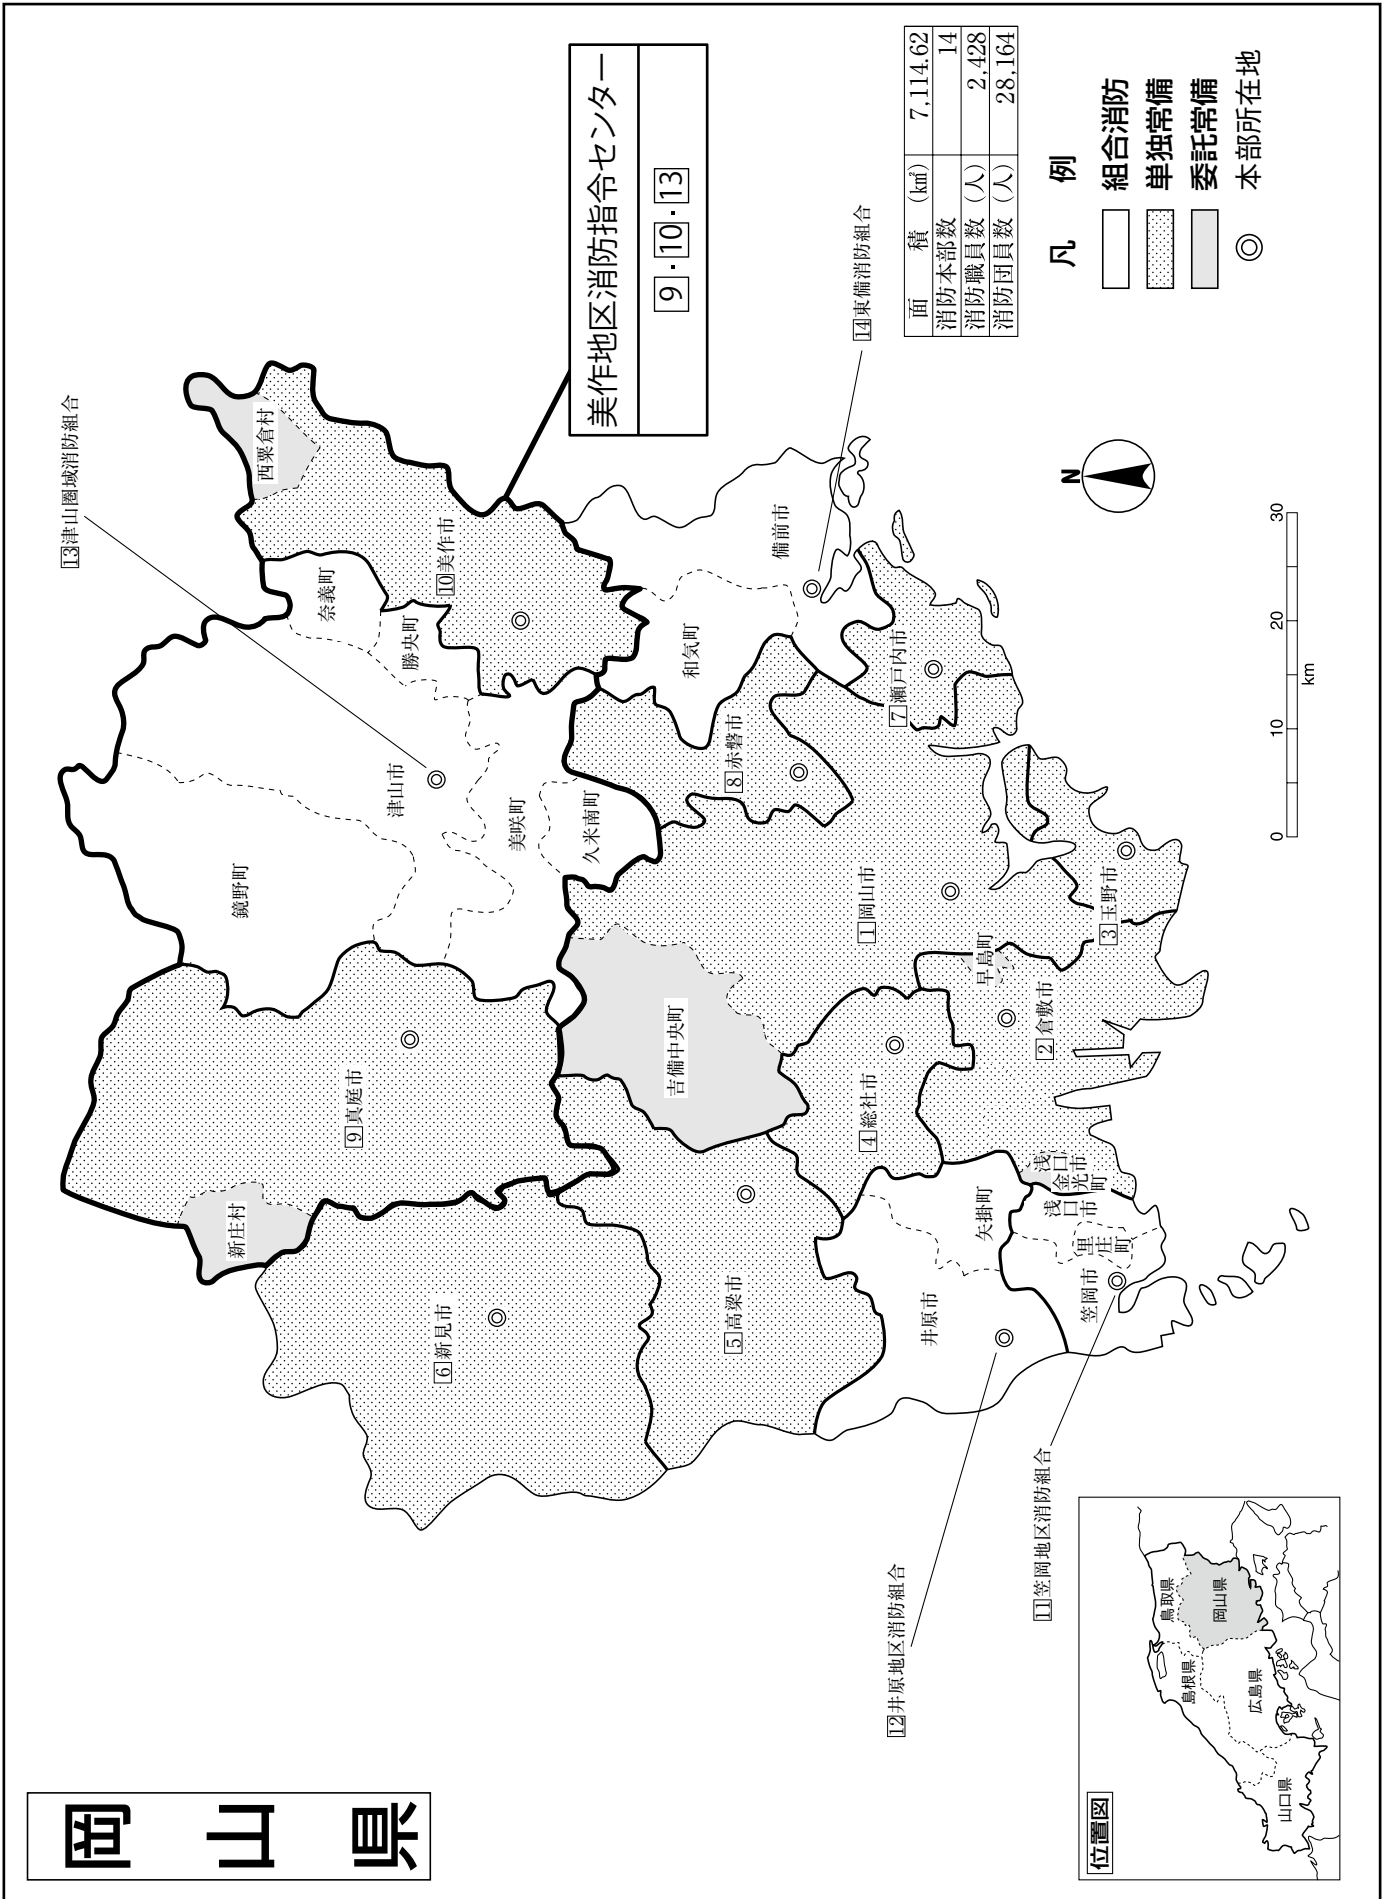 岡山県
13津山圏域消防組合
美作地区消防指令センター
9・10・13
西粟倉村
奈義町
10美作市
勝央町
鏡野町
津山市
美咲町
久米南町
新庄村
9真庭市
6新見市
吉備中央町
5高梁市
8赤磐市
和気町
備前市
14東備消防組合
7瀬戸内市
1岡山市
4総社市
早島町
2倉敷市
3玉野市
矢掛町
井原市
浅口市
金光町
浅口市
里庄町
笠岡市
12井原地区消防組合
11笠岡地区消防組合
面積(㎢) 7,114.62
消防本部数 14
消防職員数(人) 2,428
消防団員数(人) 28,164
凡例
組合消防
単独常備
委託常備
本部所在地
N
0 10 20 30
km
位置図
鳥取県
岡山県
島根県
広島県
山口県